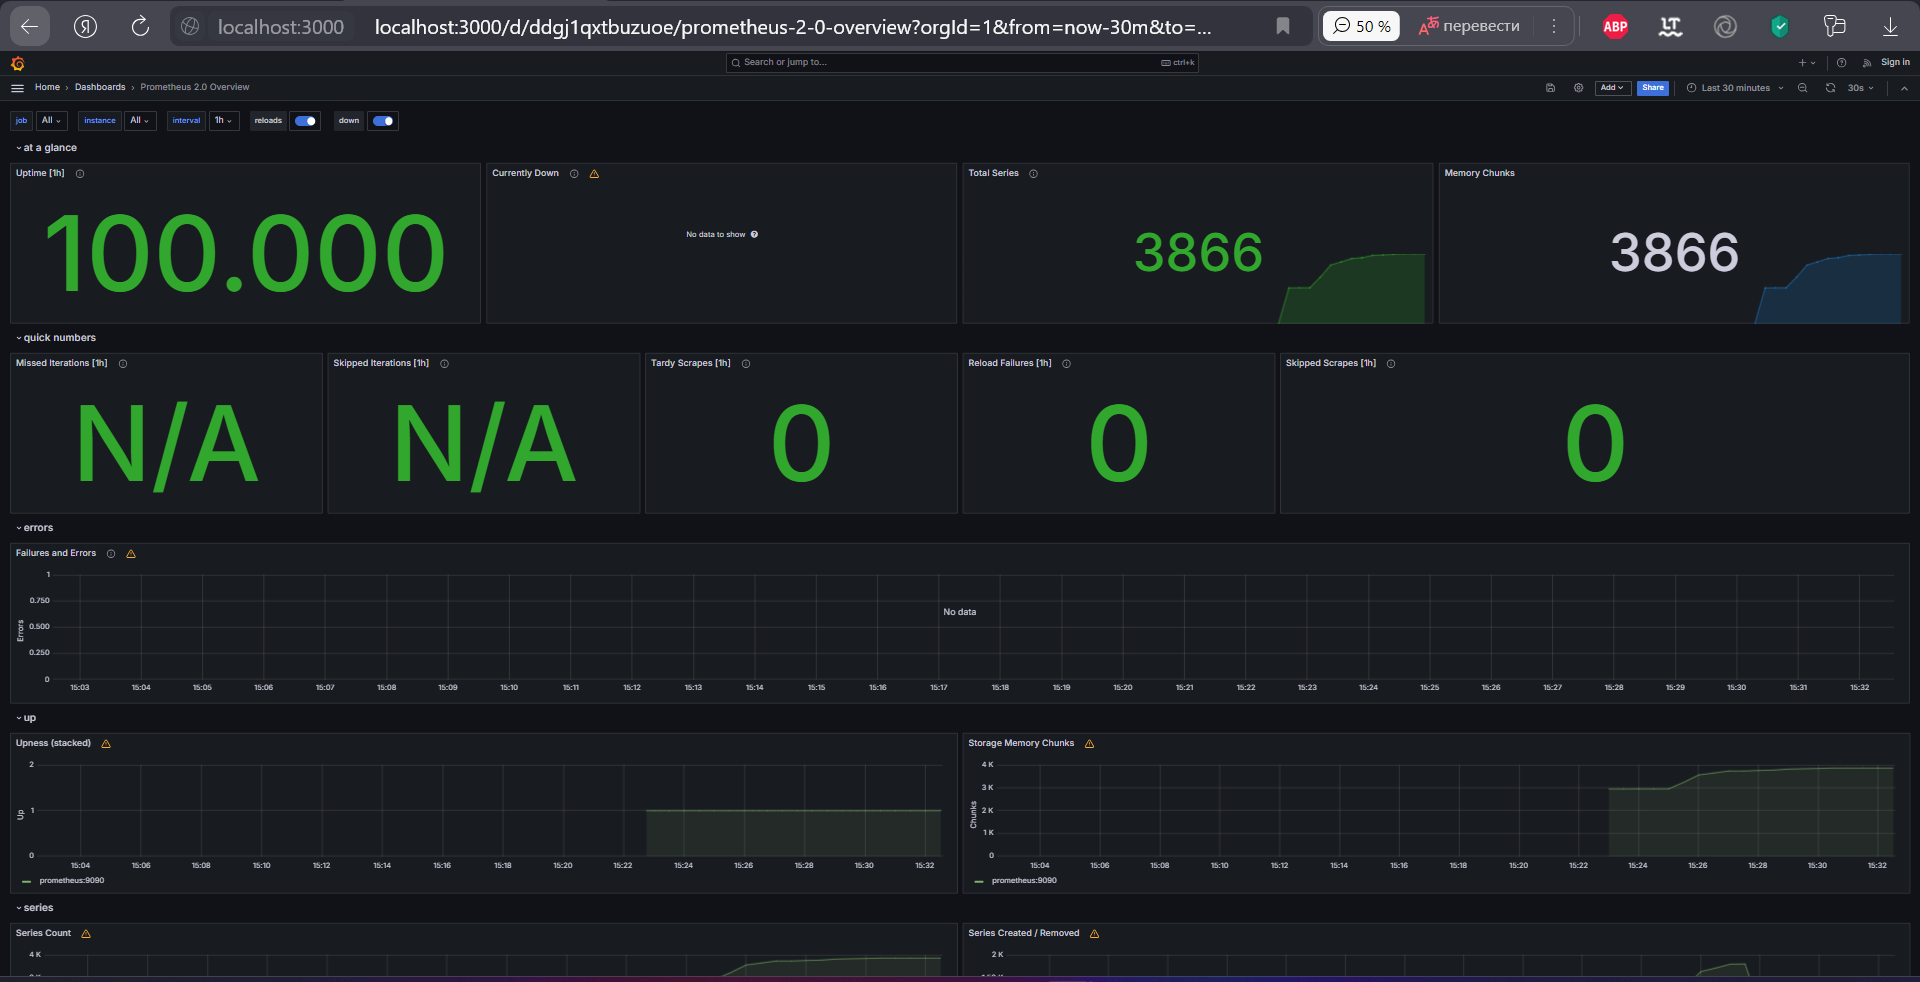 localhost:3000 localhost:3000/d/ddgj1qxtbuzuoe/prometheus-2-0-overview?orgId=1&from=now-30m&to=... 50 % перевести ABP LT
Search or jump to... ctrl+k Sign in
Home › Dashboards › Prometheus 2.0 Overview Add Share Last 30 minutes 30s
job All instance All interval 1h reloads down
at a glance
Uptime [1h] Currently Down Total Series Memory Chunks
100.000 No data to show 3866 3866
quick numbers
Missed Iterations [1h] Skipped Iterations [1h] Tardy Scrapes [1h] Reload Failures [1h] Skipped Scrapes [1h]
N/A N/A 0 0 0
errors
Failures and Errors
1
0.750
No data
0.500
Errors
0.250
0
15:03 15:04 15:05 15:06 15:07 15:08 15:09 15:10 15:11 15:12 15:13 15:14 15:15 15:16 15:17 15:18 15:19 15:20 15:21 15:22 15:23 15:24 15:25 15:26 15:27 15:28 15:29 15:30 15:31 15:32
up
Upness (stacked)
2
1
Up
0
15:04 15:06 15:08 15:10 15:12 15:14 15:16 15:18 15:20 15:22 15:24 15:26 15:28 15:30 15:32
prometheus:9090
Storage Memory Chunks
4 K
3 K
2 K
Chunks
1 K
0
15:04 15:06 15:08 15:10 15:12 15:14 15:16 15:18 15:20 15:22 15:24 15:26 15:28 15:30 15:32
prometheus:9090
series
Series Count
4 K
Series Created / Removed
2 K